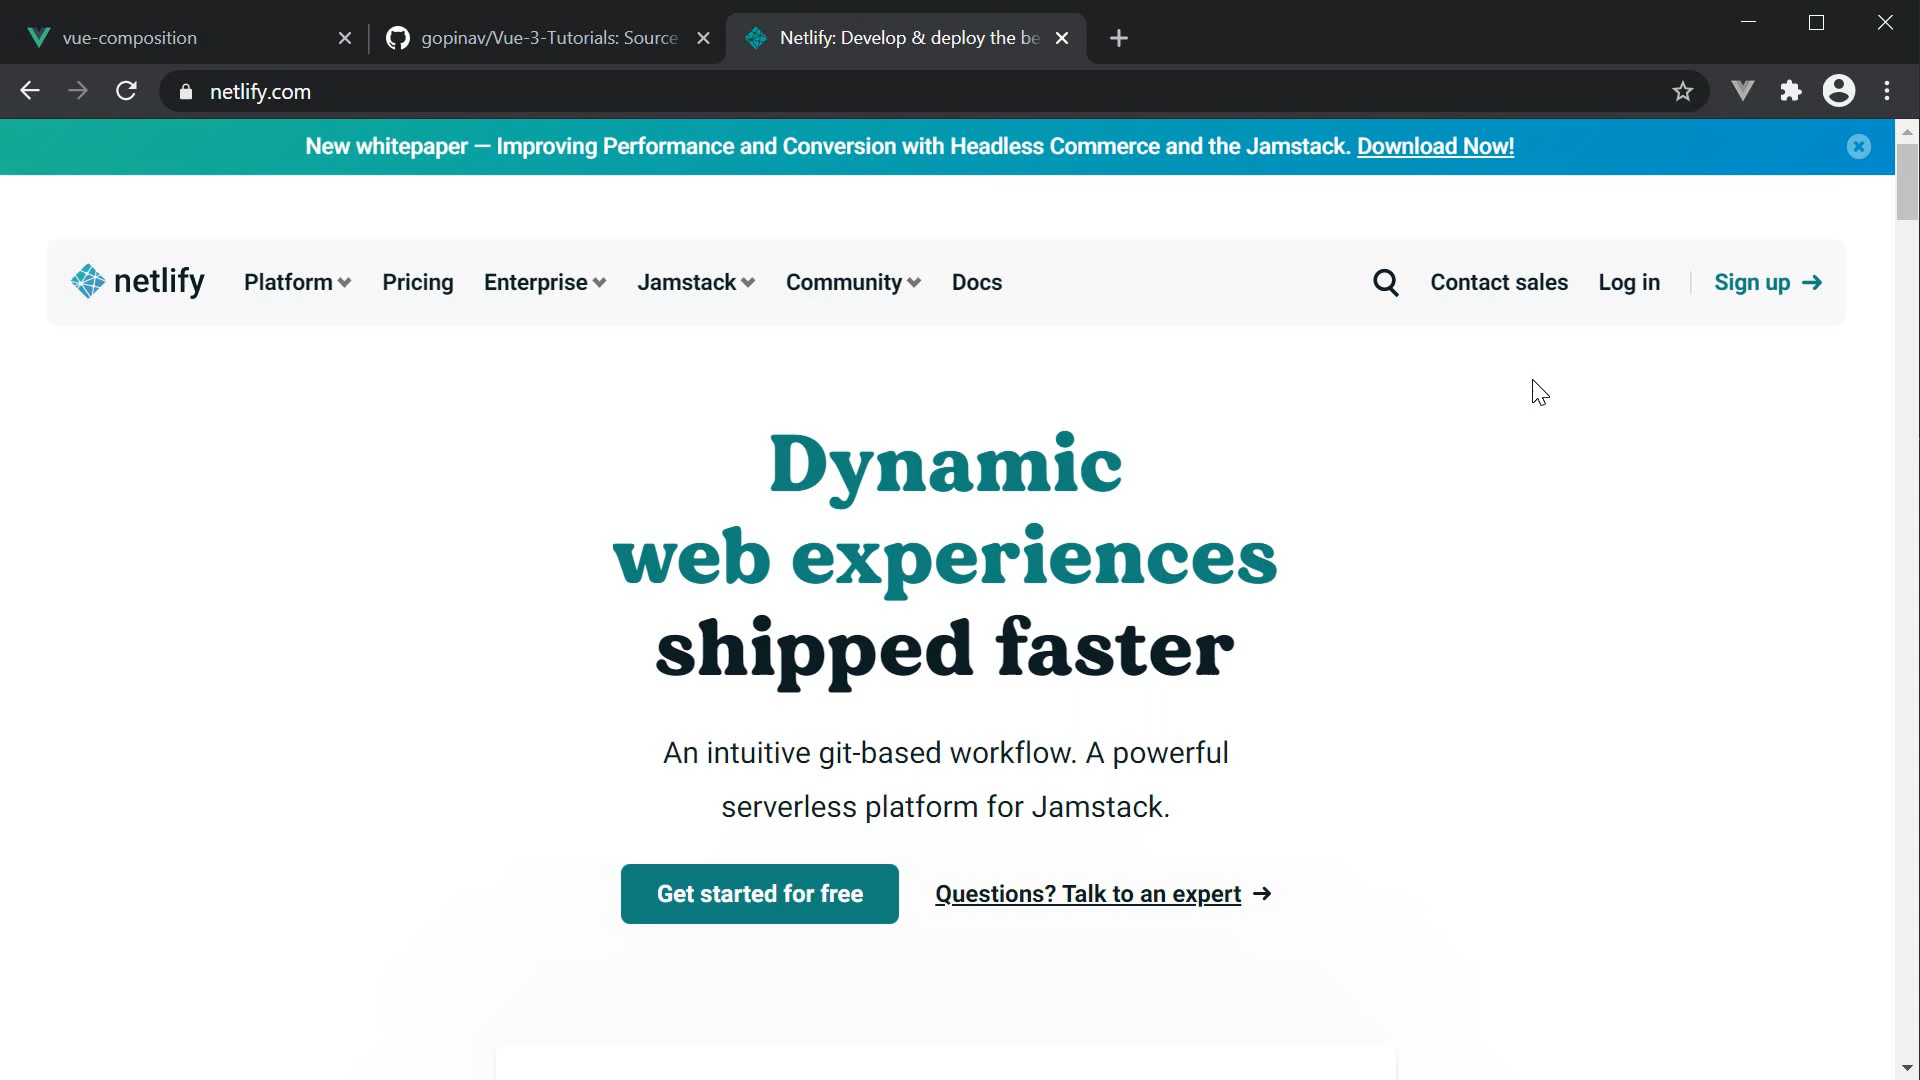 vue-composition
gopinav/Vue-3-Tutorials: Source
Netlify: Develop & deploy the be
netlify.com
New whitepaper — Improving Performance and Conversion with Headless Commerce and the Jamstack. Download Now!
netlify
Platform
Pricing
Enterprise
Jamstack
Community
Docs
Contact sales
Log in
Sign up →
Dynamic
web experiences
shipped faster
An intuitive git-based workflow. A powerful
serverless platform for Jamstack.
Get started for free
Questions? Talk to an expert →